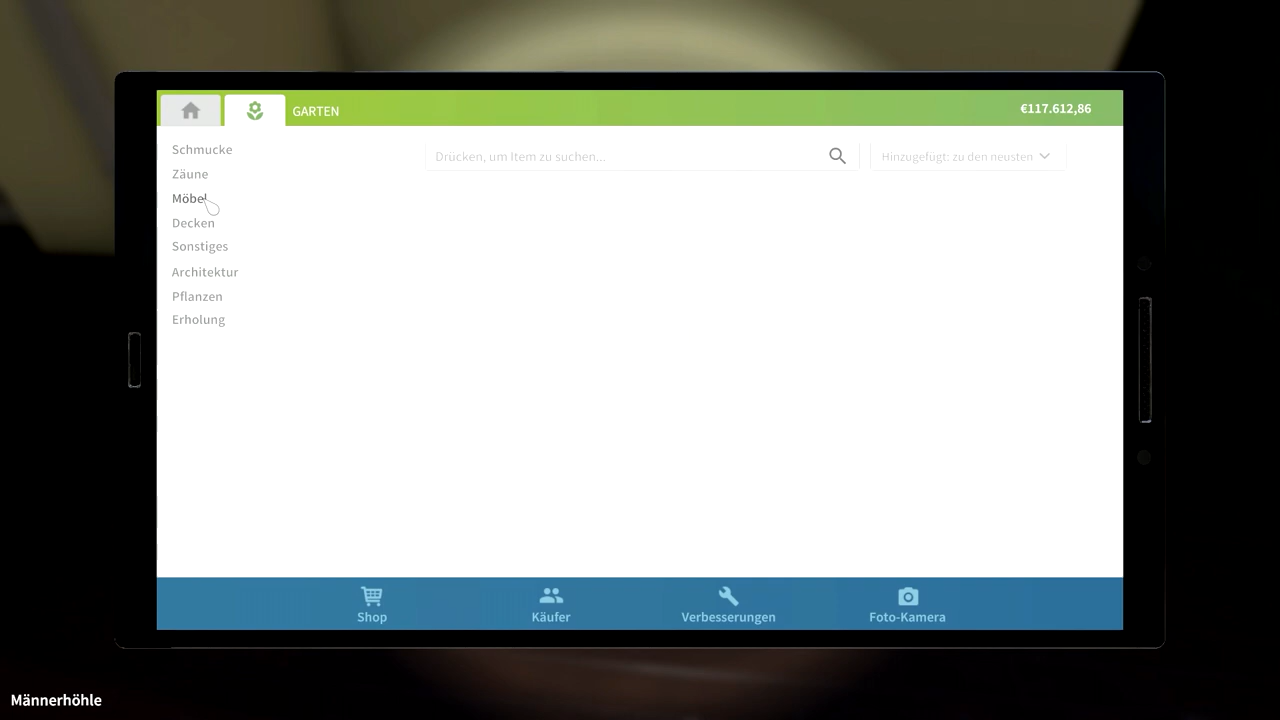 GARTEN
€117.612,86
Schmucke
Zäune
Möbel
Decken
Sonstiges
Architektur
Pflanzen
Erholung
Drücken, um Item zu suchen...
Hinzugefügt: zu den neusten
Shop
Käufer
Verbesserungen
Foto-Kamera
Männerhöhle